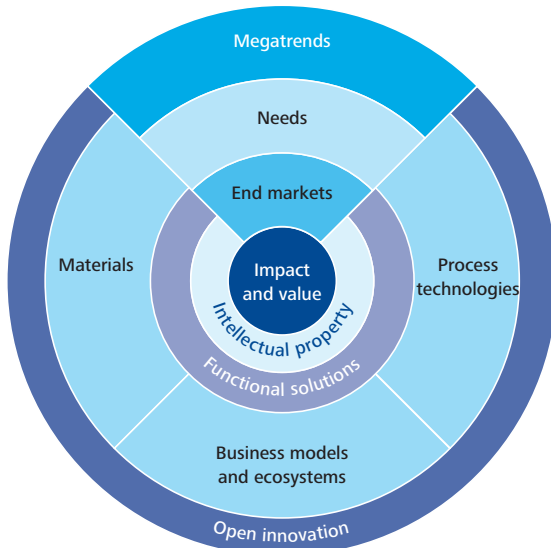 Megatrends
Needs
End markets
Materials
Impact
and value
Process
technologies
Intellectual property
Functional solutions
Business models
and ecosystems
Open innovation